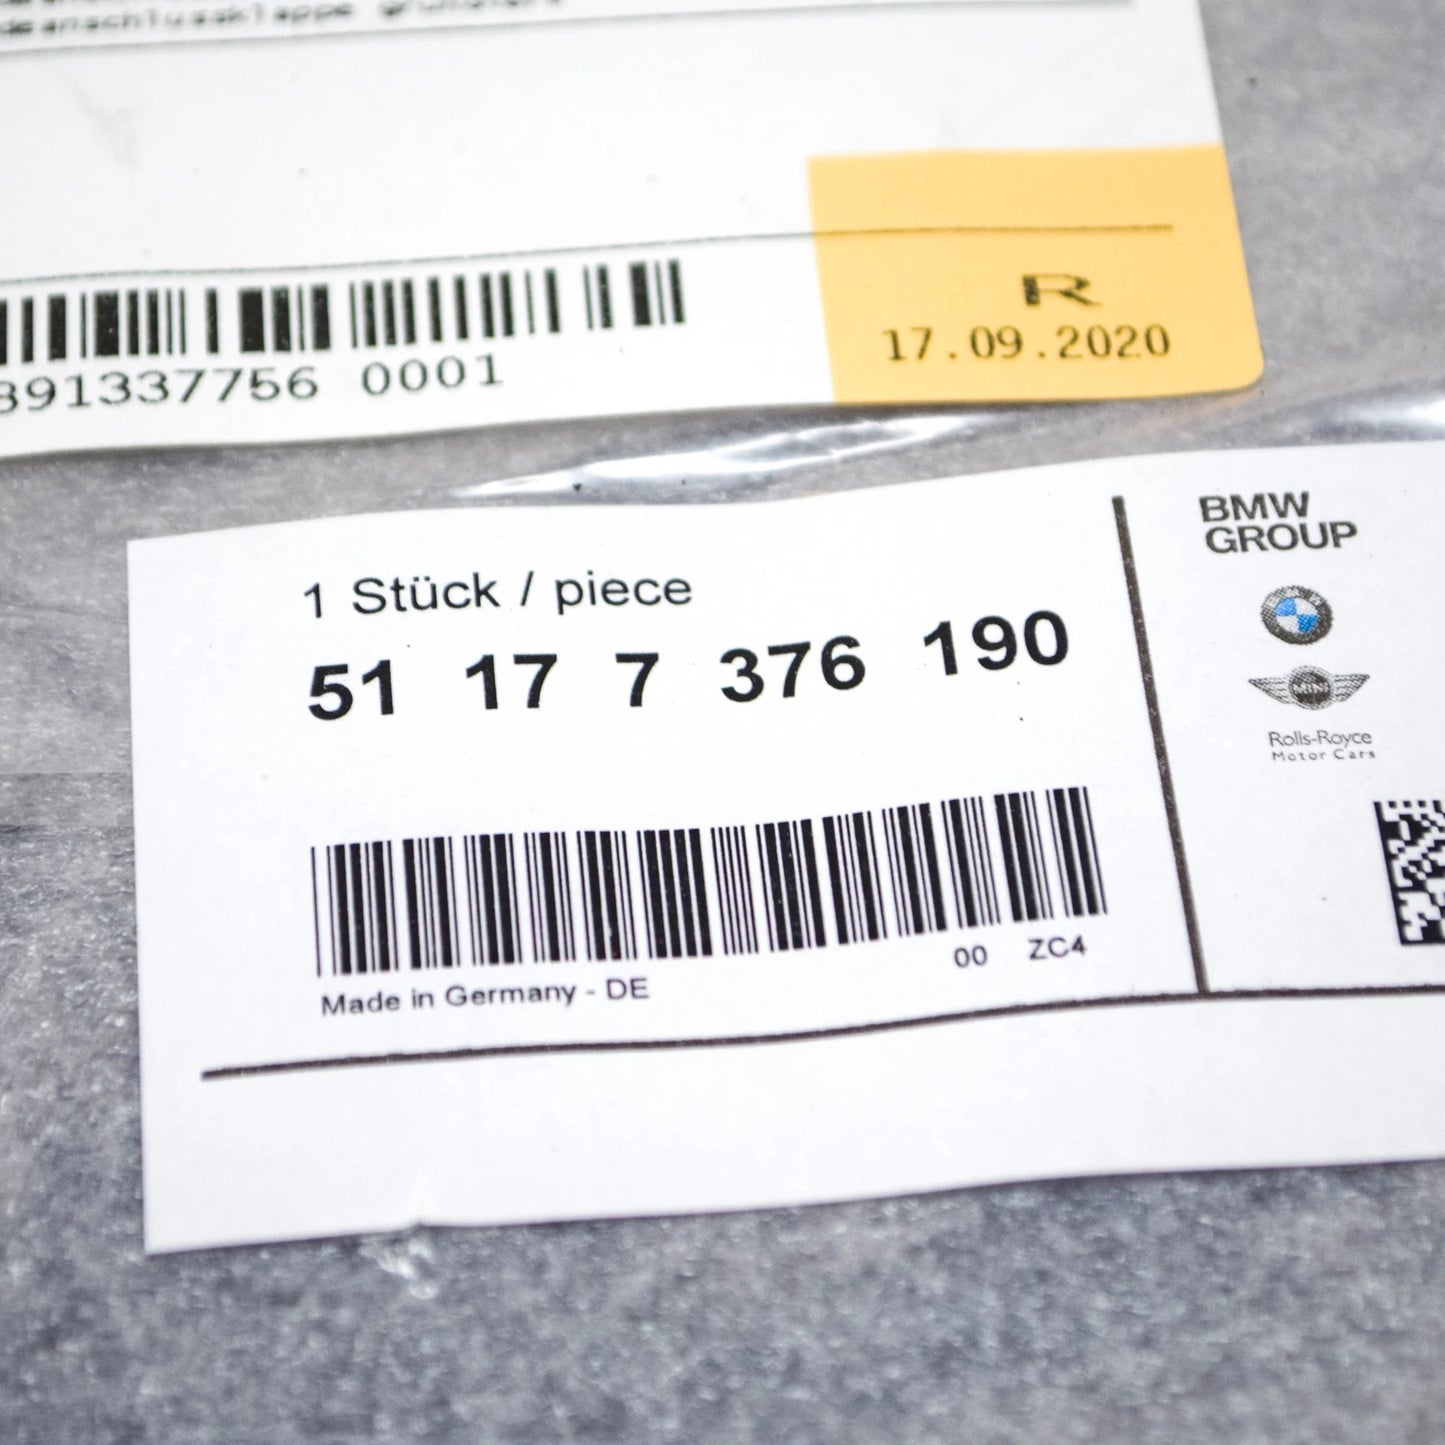 391337756 0001
R
17.09.2020
1 Stück / piece
51 17 7 376 190
Made in Germany - DE
00 ZC4
BMW
GROUP
MINI
Rolls-Royce
Motor Cars